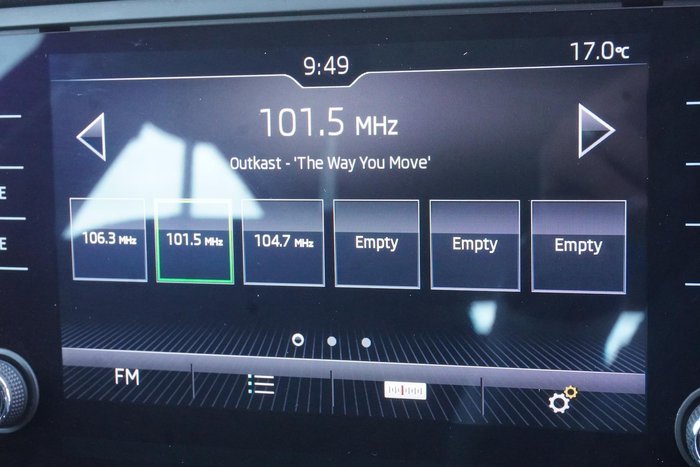 9:49
17.0°C
101.5 MHz
Outkast - 'The Way You Move'
106.3 MHz
101.5 MHz
104.7 MHz
Empty
Empty
Empty
FM